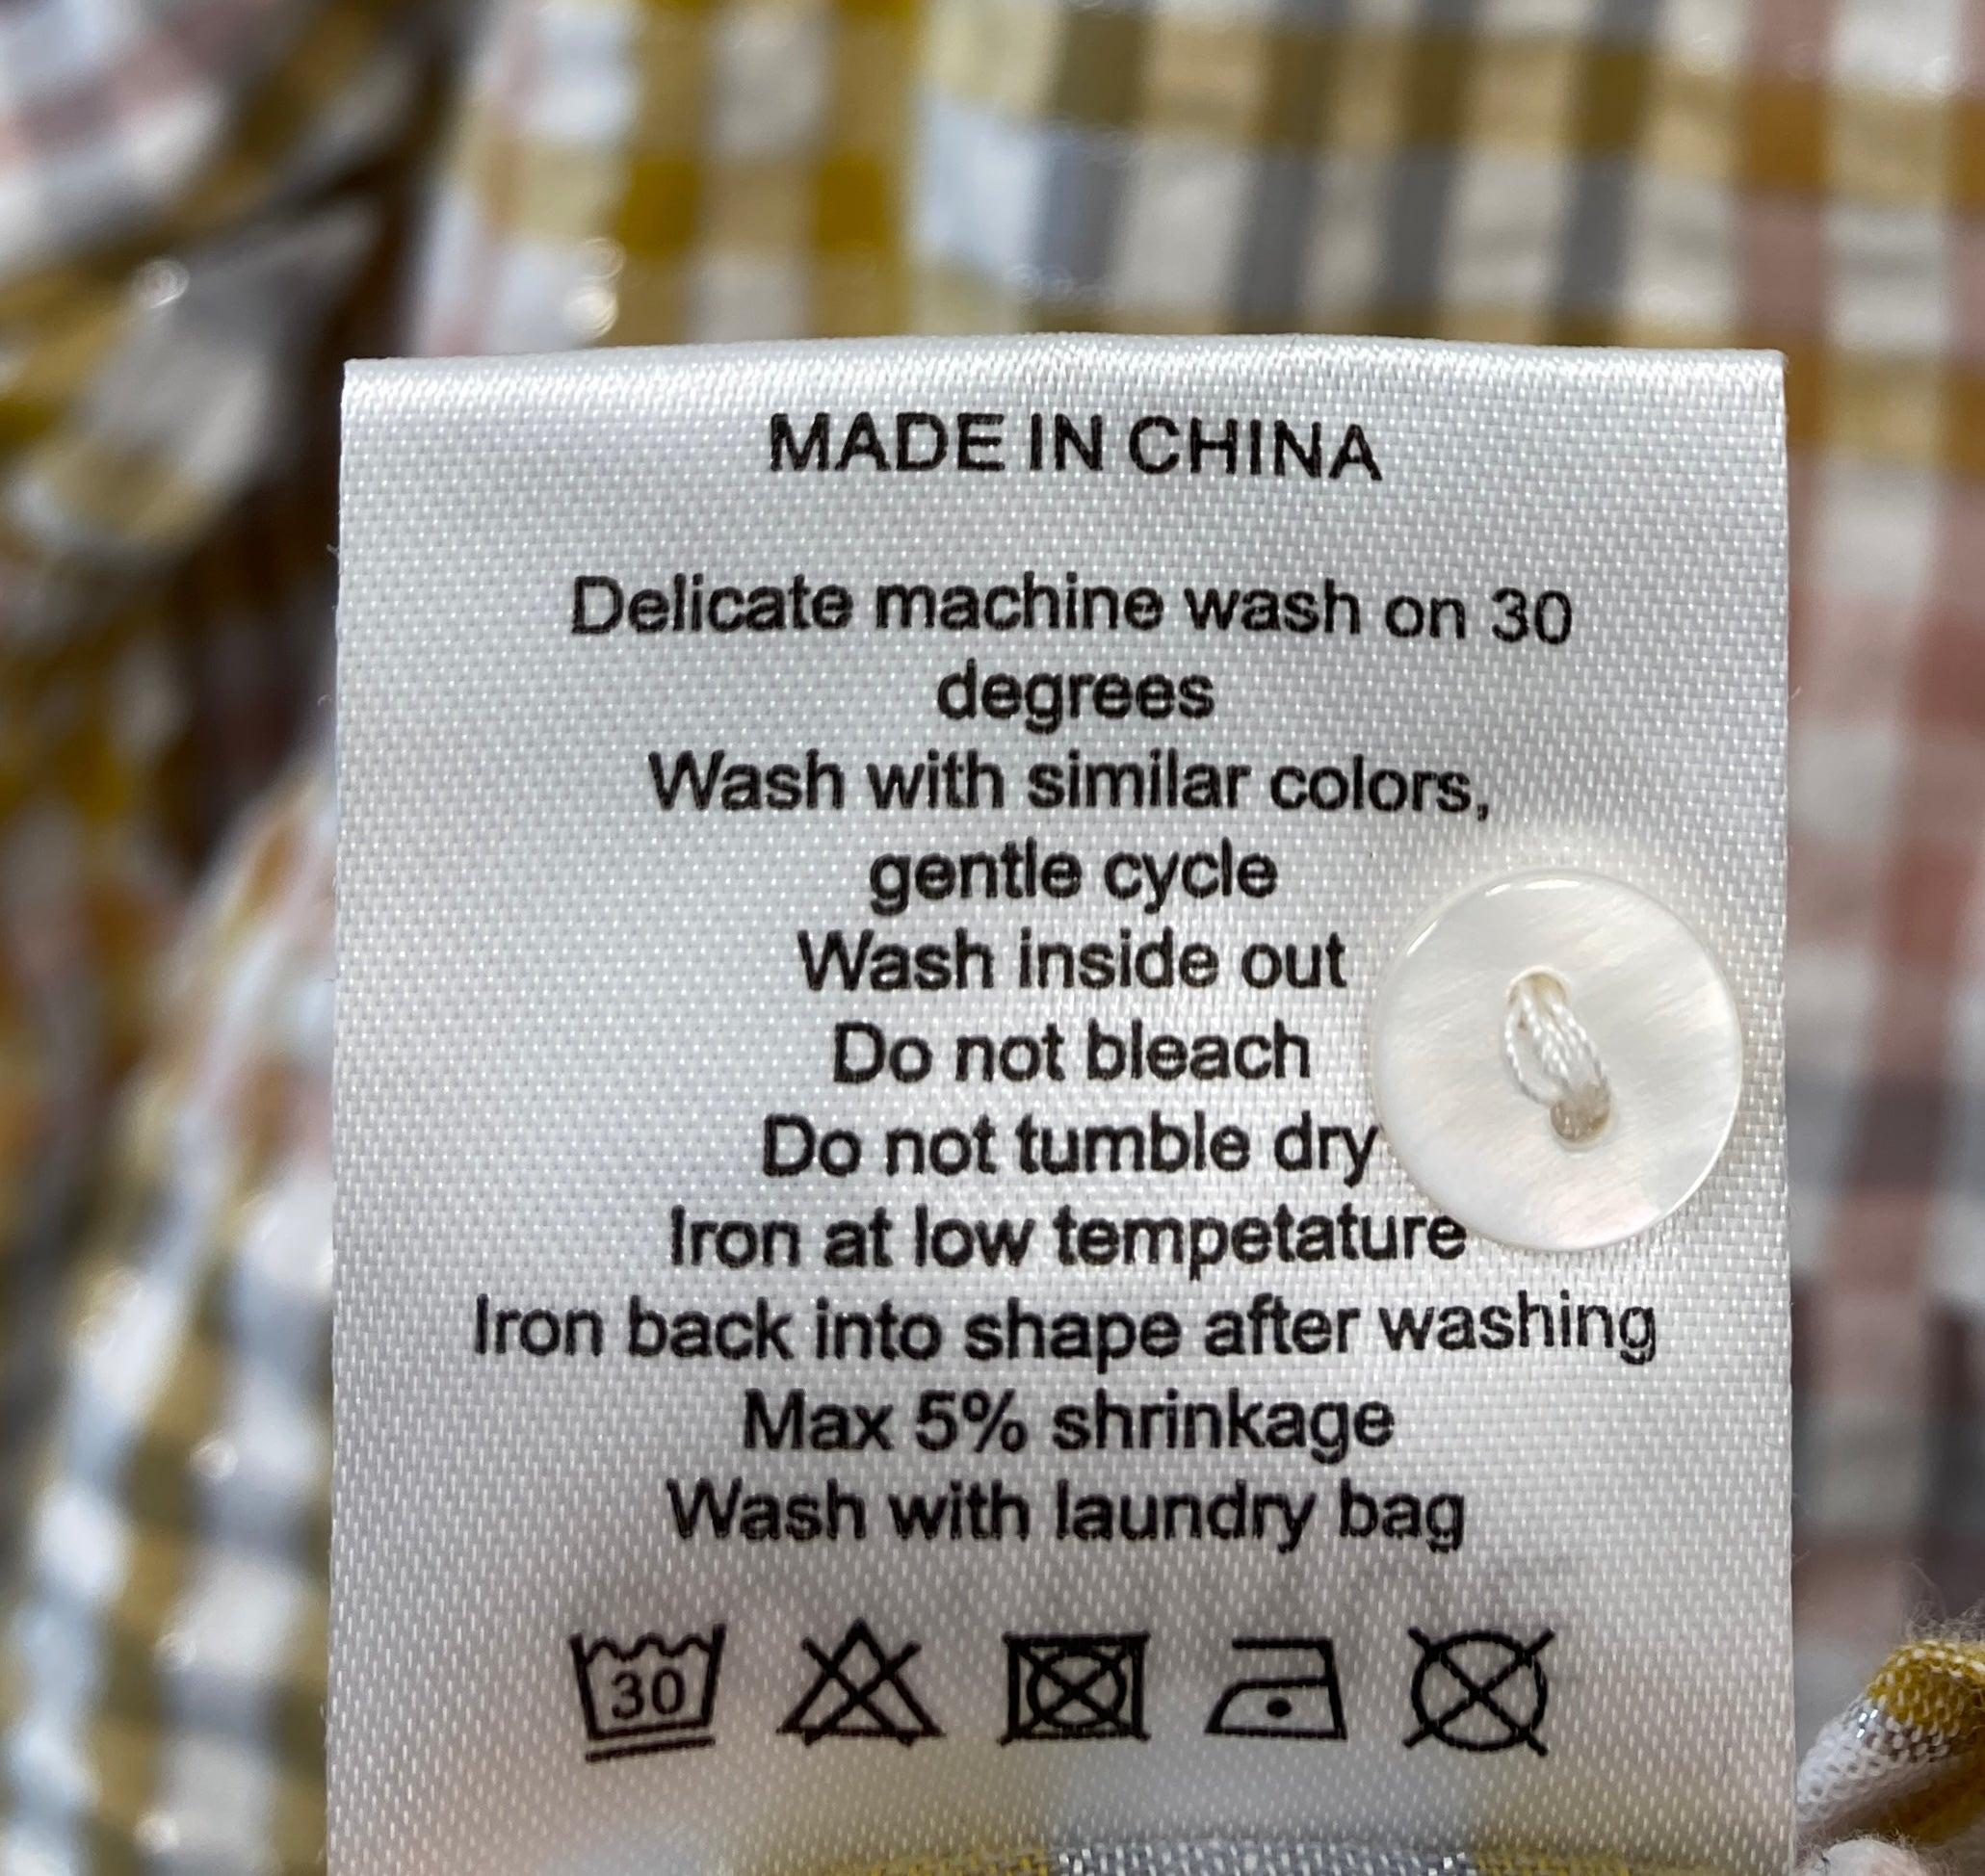 MADE IN CHINA
Delicate machine wash on 30
degrees
Wash with similar colors,
gentle cycle
Wash inside out
Do not bleach
Do not tumble dry
Iron at low tempetature
Iron back into shape after washing
Max 5% shrinkage
Wash with laundry bag
30